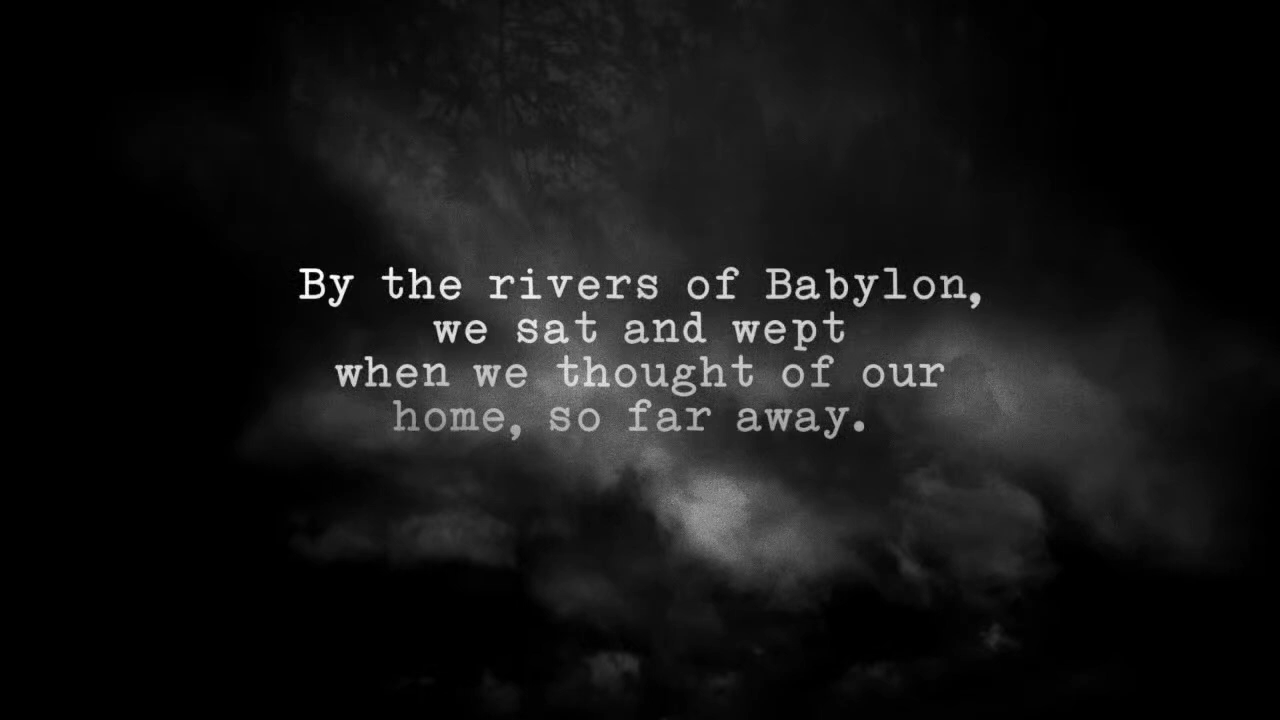 By the rivers of Babylon,
we sat and wept
when we thought of our
home, so far away.